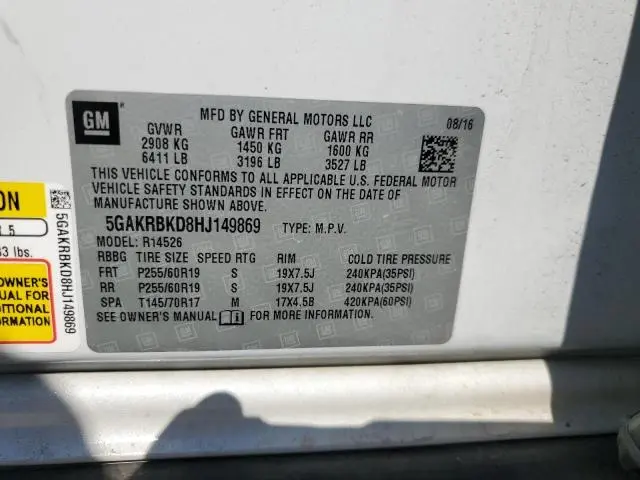 GM
MFD BY GENERAL MOTORS LLC
08/16
GVWR GAWR FRT GAWR RR
2908 KG 1450 KG 1600 KG
6411 LB 3196 LB 3527 LB
THIS VEHICLE CONFORMS TO ALL APPLICABLE U.S. FEDERAL MOTOR
VEHICLE SAFETY STANDARDS IN EFFECT ON THE DATE OF
MANUFACTURE SHOWN ABOVE.
5GAKRBKD8HJ149869 TYPE: M.P.V.
MODEL: R14526
RBBG TIRE SIZE SPEED RTG RIM COLD TIRE PRESSURE
FRT P255/60R19 S 19X7.5J 240KPA(35PSI)
RR P255/60R19 S 19X7.5J 240KPA(35PSI)
SPA T145/70R17 M 17X4.5B 420KPA(60PSI)
SEE OWNER'S MANUAL FOR MORE INFORMATION.
5GAKRBKD8HJ149869
ON
5
3 lbs.
OWNER'S
UAL FOR
ITIONAL
ORMATION